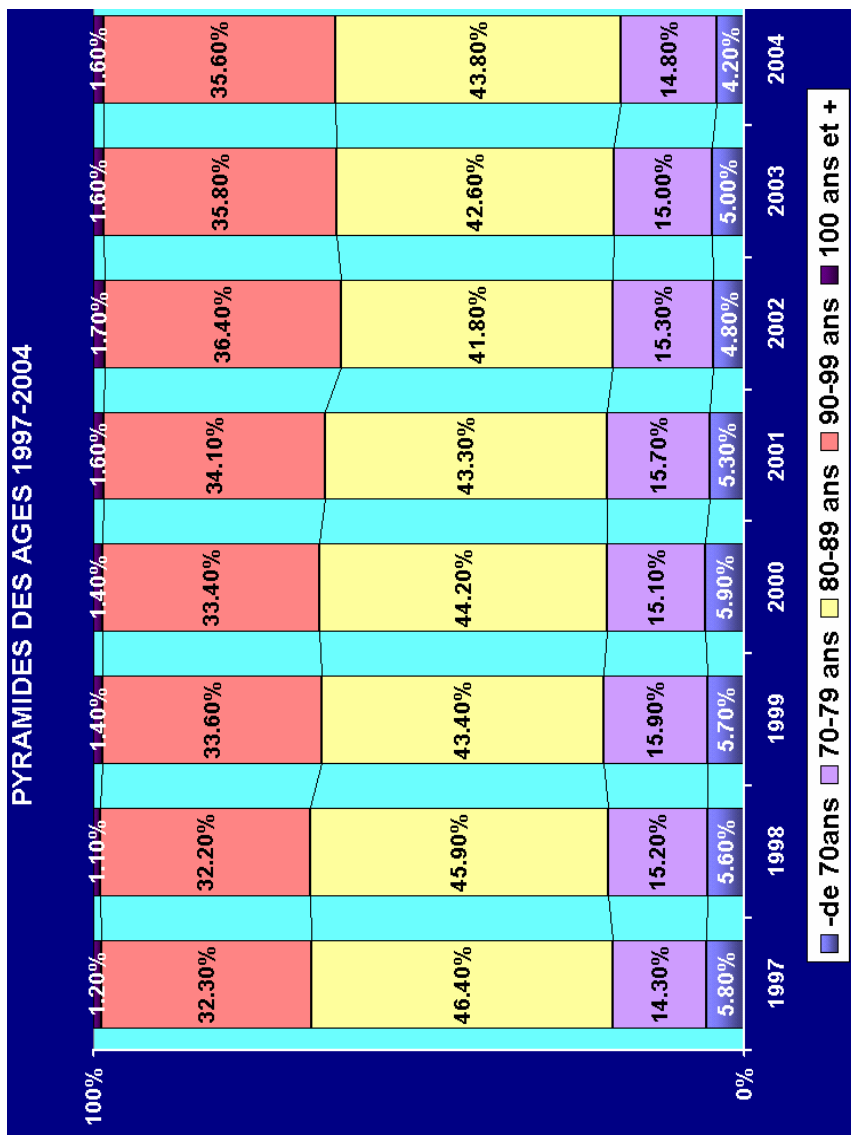 PYRAMIDES DES AGES 1997-2004
100%
1.20% 1.10% 1.40% 1.40% 1.60% 1.70% 1.60% 1.60%
32.30% 32.20% 33.60% 33.40% 34.10% 36.40% 35.80% 35.60%
46.40% 45.90% 43.40% 44.20% 43.30% 41.80% 42.60% 43.80%
14.30% 15.20% 15.90% 15.10% 15.70% 15.30% 15.00% 14.80%
5.80% 5.60% 5.70% 5.90% 5.30% 4.80% 5.00% 4.20%
0%
1997 1998 1999 2000 2001 2002 2003 2004
-de 70ans 70-79 ans 80-89 ans 90-99 ans 100 ans et +